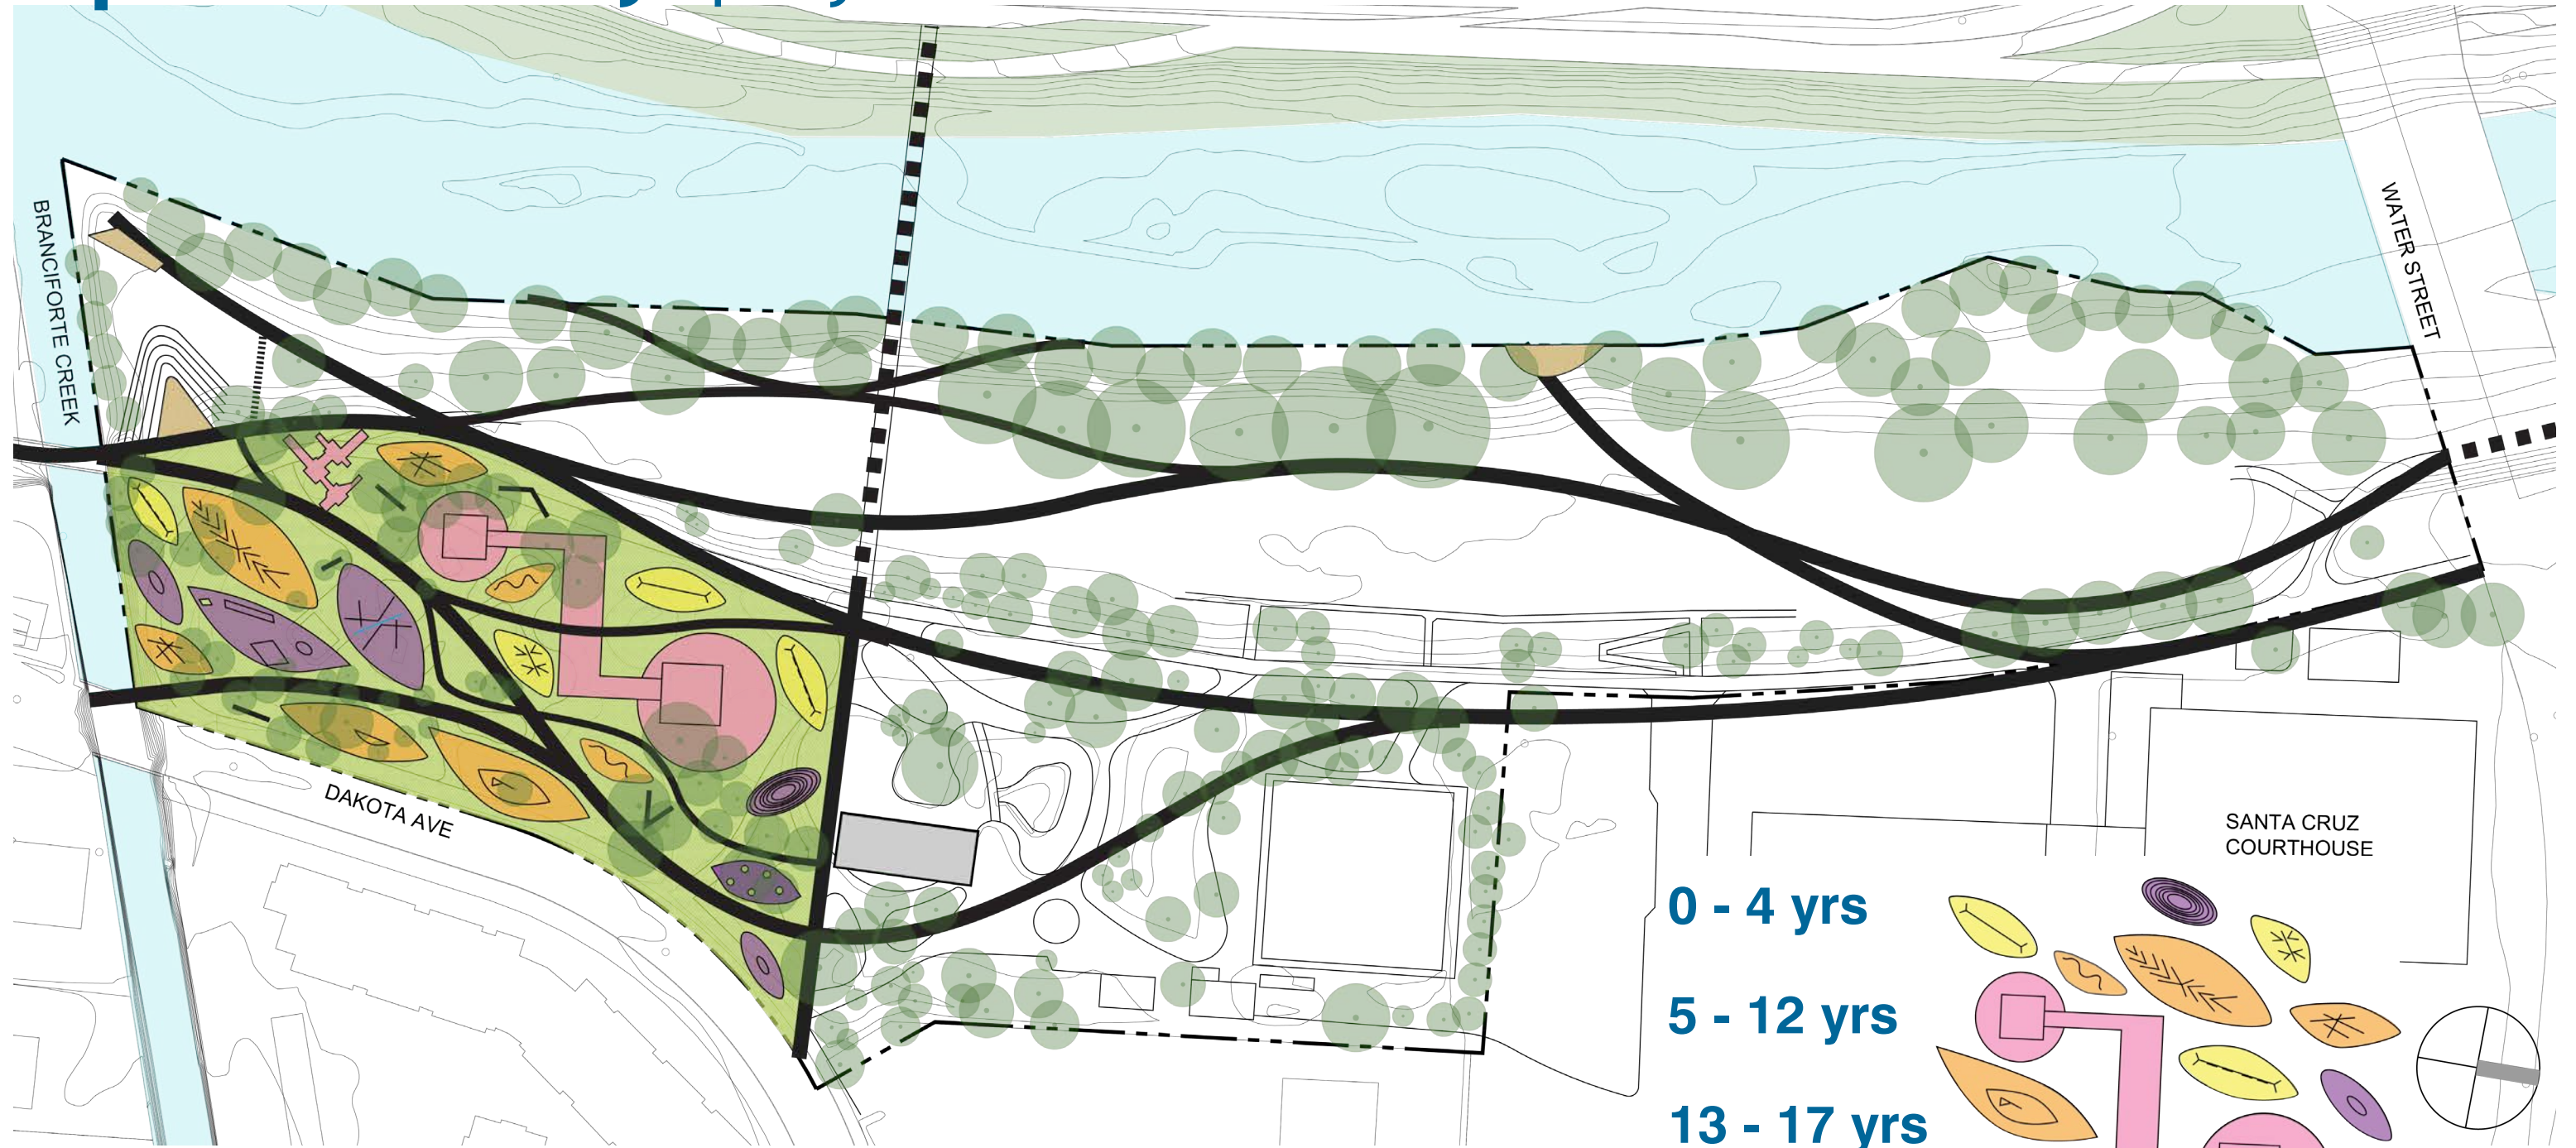 BRANCIFORTE CREEK
WATER STREET
DAKOTA AVE
SANTA CRUZ
COURTHOUSE
0 - 4 yrs
5 - 12 yrs
13 - 17 yrs